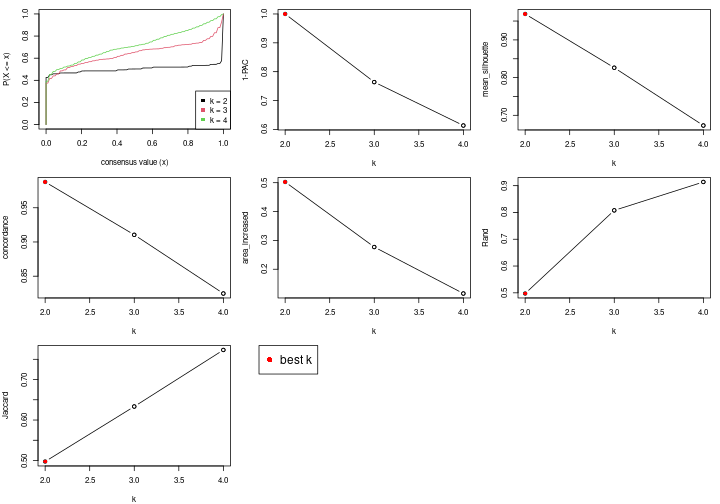 P(X <= x)
0.0 0.2 0.4 0.6 0.8 1.0
k = 2
k = 3
k = 4
0.0 0.2 0.4 0.6 0.8 1.0
consensus value (x)
1-PAC
0.6 0.7 0.8 0.9 1.0
2.0 2.5 3.0 3.5 4.0
k
mean_silhouette
0.70 0.80 0.90
2.0 2.5 3.0 3.5 4.0
k
concordance
0.85 0.90 0.95
2.0 2.5 3.0 3.5 4.0
k
area_increased
0.2 0.3 0.4 0.5
2.0 2.5 3.0 3.5 4.0
k
Rand
0.5 0.6 0.7 0.8 0.9
2.0 2.5 3.0 3.5 4.0
k
Jaccard
0.50 0.60 0.70
2.0 2.5 3.0 3.5 4.0
k
best k